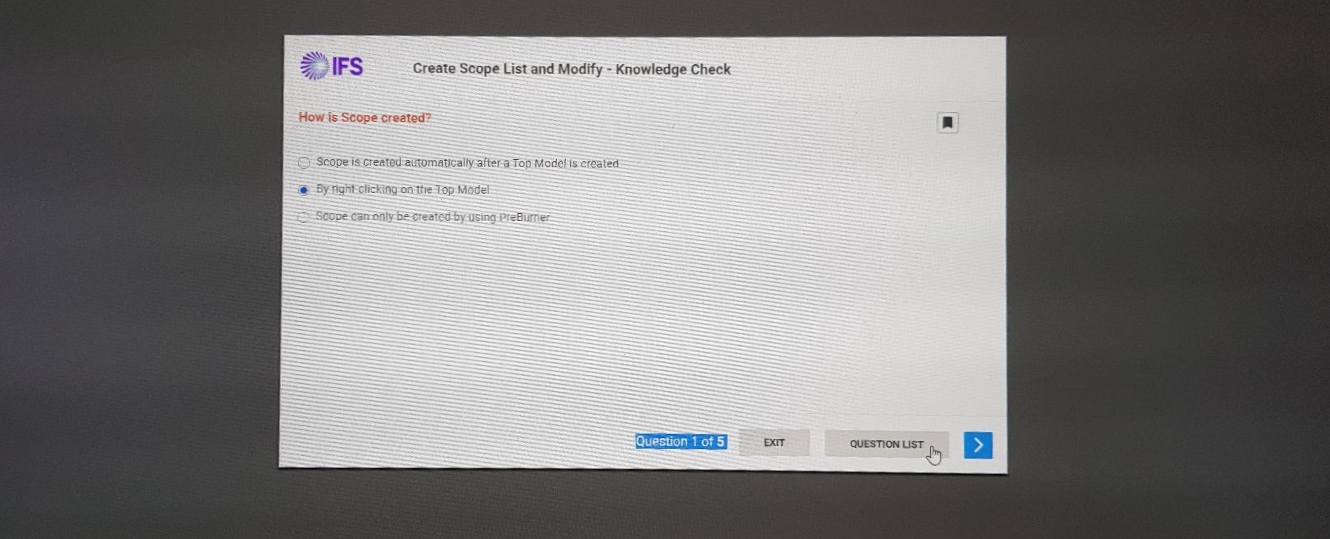 IFS
Create Scope List and Modify - Knowledge Check
How is Scope created?
Scope is created automatically after a Top Model is created
By right clicking on the Top Model
Scope can only be created by using PreBurner
Question 1 of 5
EXIT
QUESTION LIST